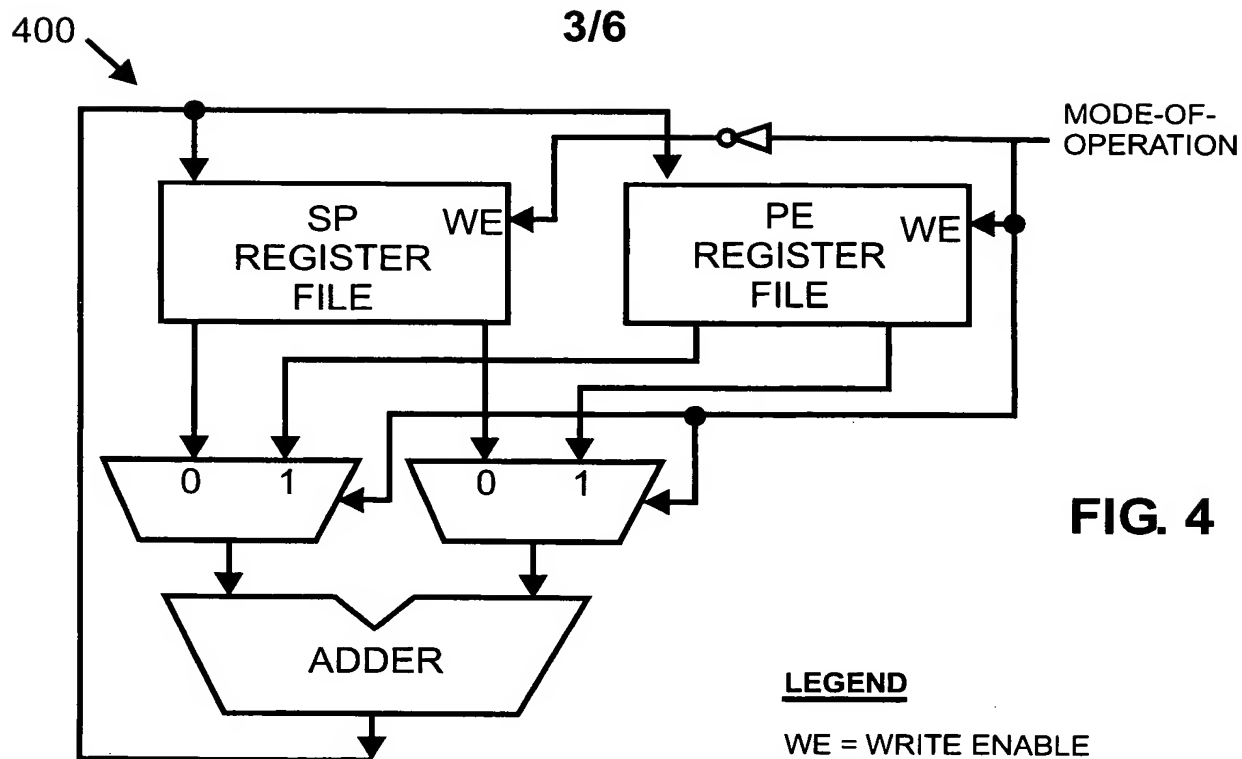 3/6
400
MODE-OF-
OPERATION
SP
REGISTER
FILE
WE
PE
REGISTER
FILE
WE
0
1
0
1
ADDER
FIG. 4
LEGEND
WE = WRITE ENABLE